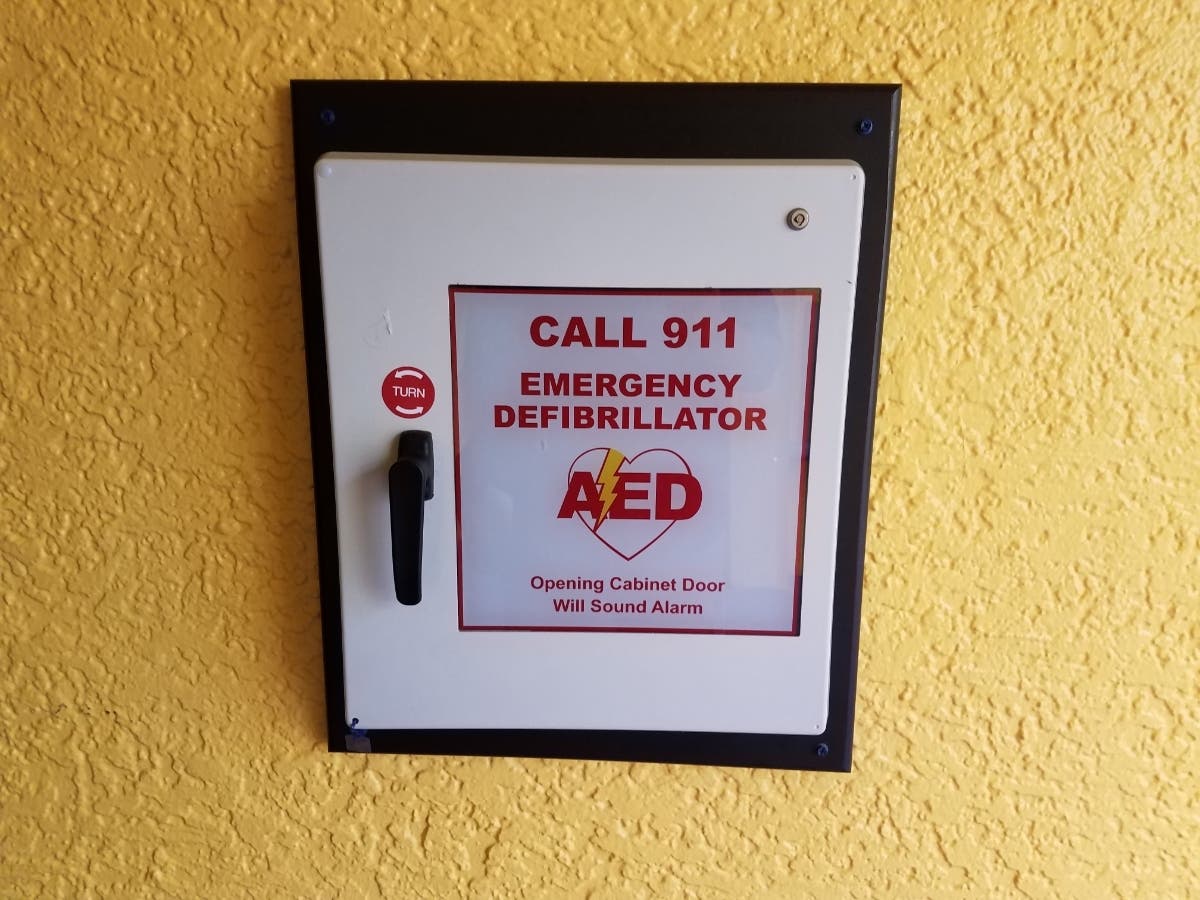 CALL 911
EMERGENCY
DEFIBRILLATOR
TURN
AED
Opening Cabinet Door
Will Sound Alarm